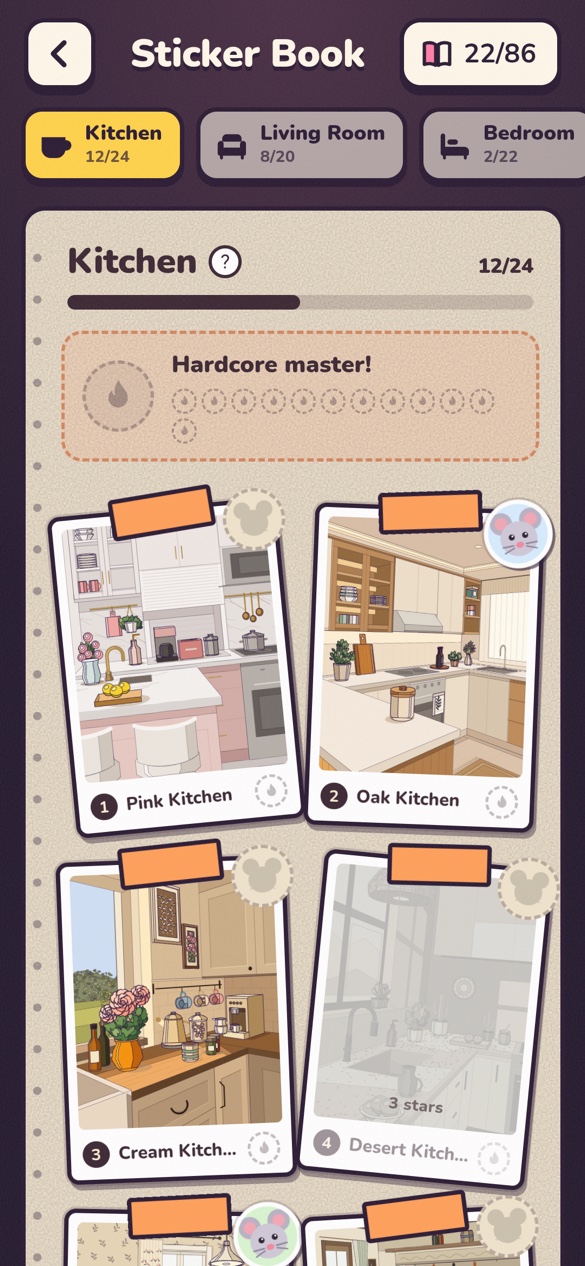 Sticker Book
22/86
Kitchen
12/24
Living Room
8/20
Bedroom
2/22
Kitchen ?
12/24
Hardcore master!
1 Pink Kitchen
2 Oak Kitchen
3 Cream Kitch...
3 stars
4 Desert Kitch...